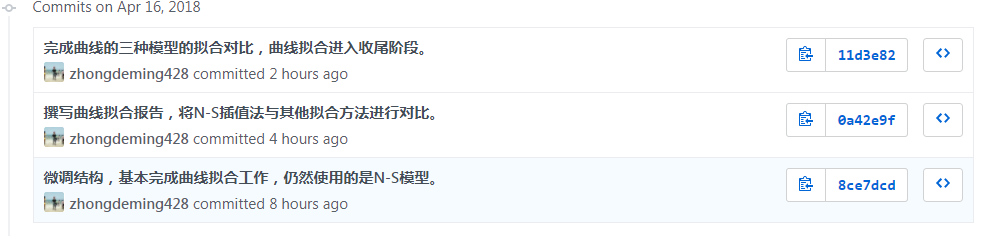 Commits on Apr 16, 2018
完成曲线的三种模型的拟合对比，曲线拟合进入收尾阶段。
11d3e82
zhongdeming428 committed 2 hours ago
撰写曲线拟合报告，将N-S插值法与其他拟合方法进行对比。
0a42e9f
zhongdeming428 committed 4 hours ago
微调结构，基本完成曲线拟合工作，仍然使用的是N-S模型。
8ce7dcd
zhongdeming428 committed 8 hours ago